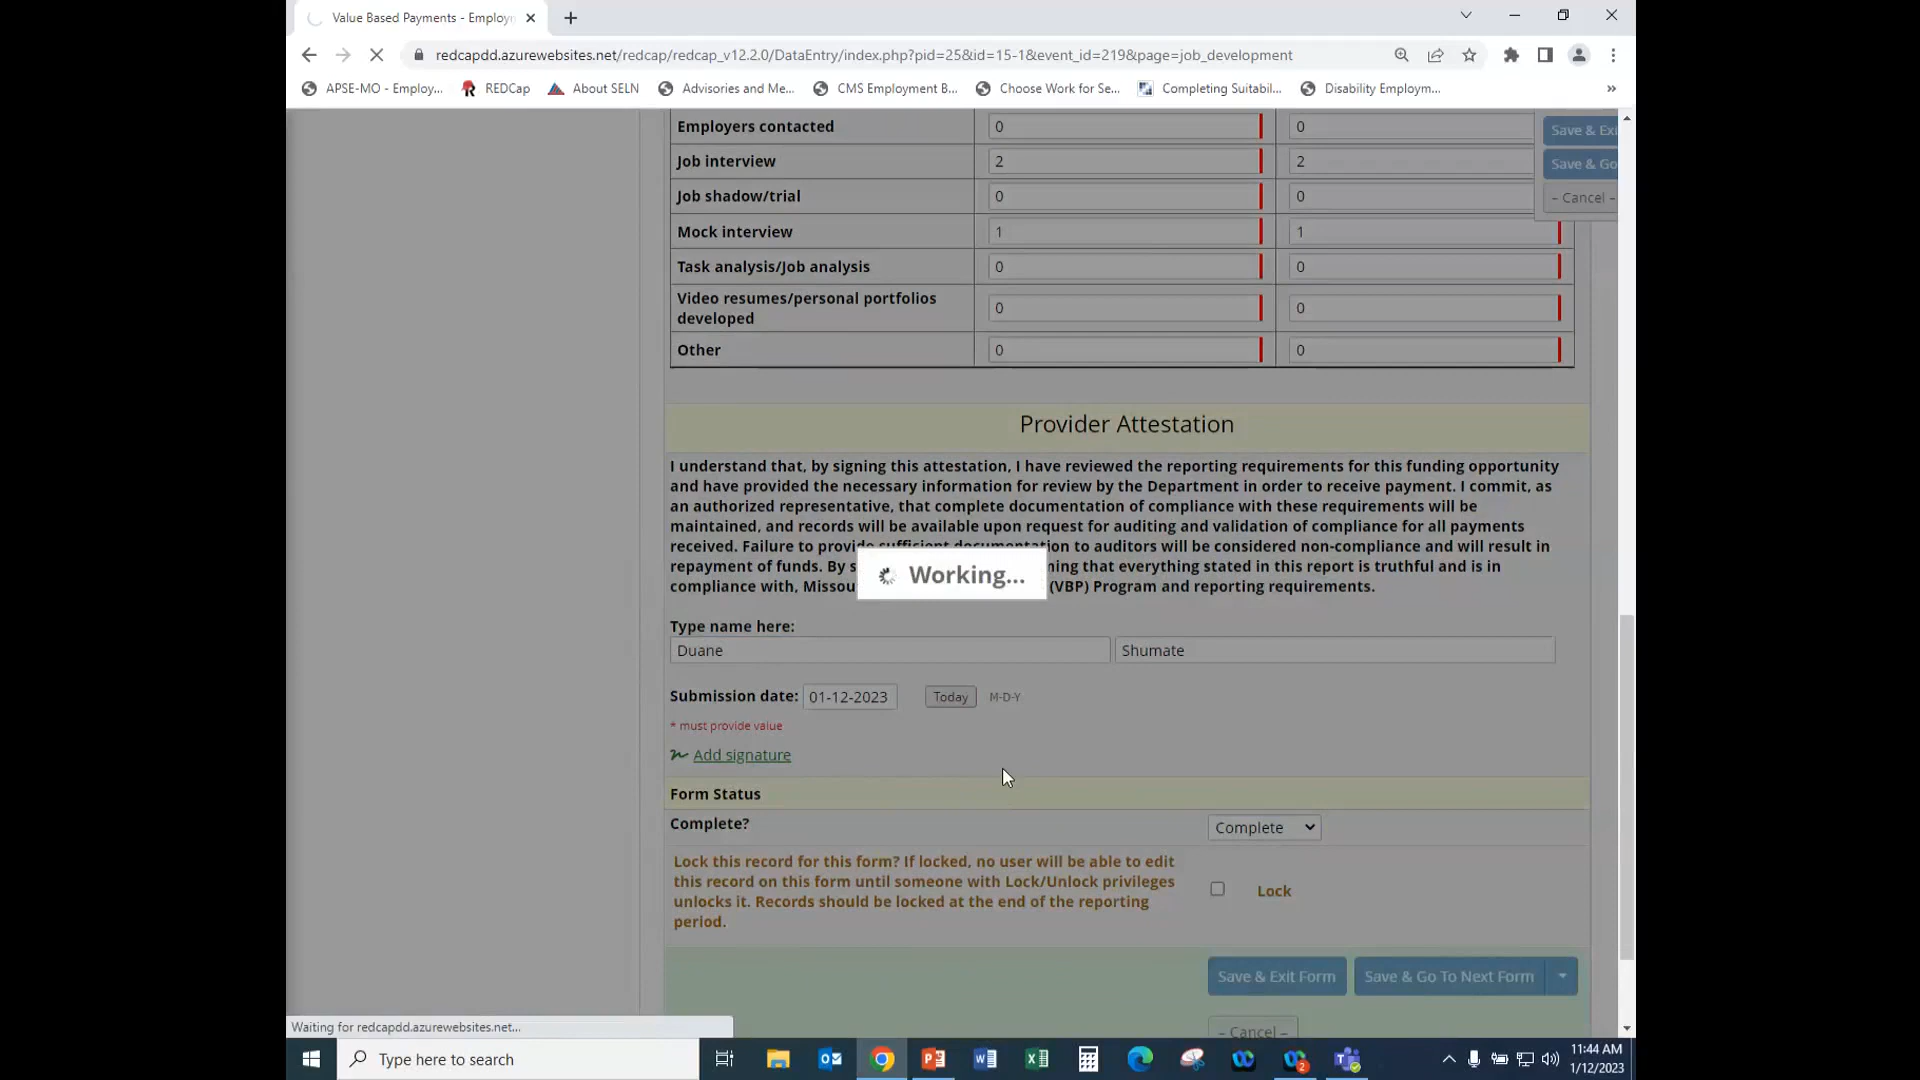 Value Based Payments - Employ
redcapdd.azurewebsites.net/redcap/redcap_v12.2.0/DataEntry/index.php?pid=25&id=15-1&event_id=219&page=job_development
APSE-MO - Employ... REDCap About SELN Advisories and Me... CMS Employment B... Choose Work for Se... Completing Suitabil... Disability Employm... »
Employers contacted 0 0
Save & Exi
Job interview 2 2
Save & Go
Job shadow/trial 0 0
– Cancel –
Mock interview 1 1
Task analysis/Job analysis 0 0
Video resumes/personal portfolios
developed 0 0
Other 0 0
Provider Attestation
I understand that, by signing this attestation, I have reviewed the reporting requirements for this funding opportunity
and have provided the necessary information for review by the Department in order to receive payment. I commit, as
an authorized representative, that complete documentation of compliance with these requirements will be
maintained, and records will be available upon request for auditing and validation of compliance for all payments
received. Failure to provide sufficient documentation to auditors will be considered non-compliance and will result in
repayment of funds. By s ning that everything stated in this report is truthful and is in
compliance with, Missou (VBP) Program and reporting requirements.
Working...
Type name here:
Duane Shumate
Submission date: 01-12-2023 Today M-D-Y
* must provide value
Add signature
Form Status
Complete? Complete
Lock this record for this form? If locked, no user will be able to edit
this record on this form until someone with Lock/Unlock privileges
unlocks it. Records should be locked at the end of the reporting
period.
Lock
Save & Exit Form Save & Go To Next Form
– Cancel –
Waiting for redcapdd.azurewebsites.net...
Type here to search
2
11:44 AM
1/12/2023